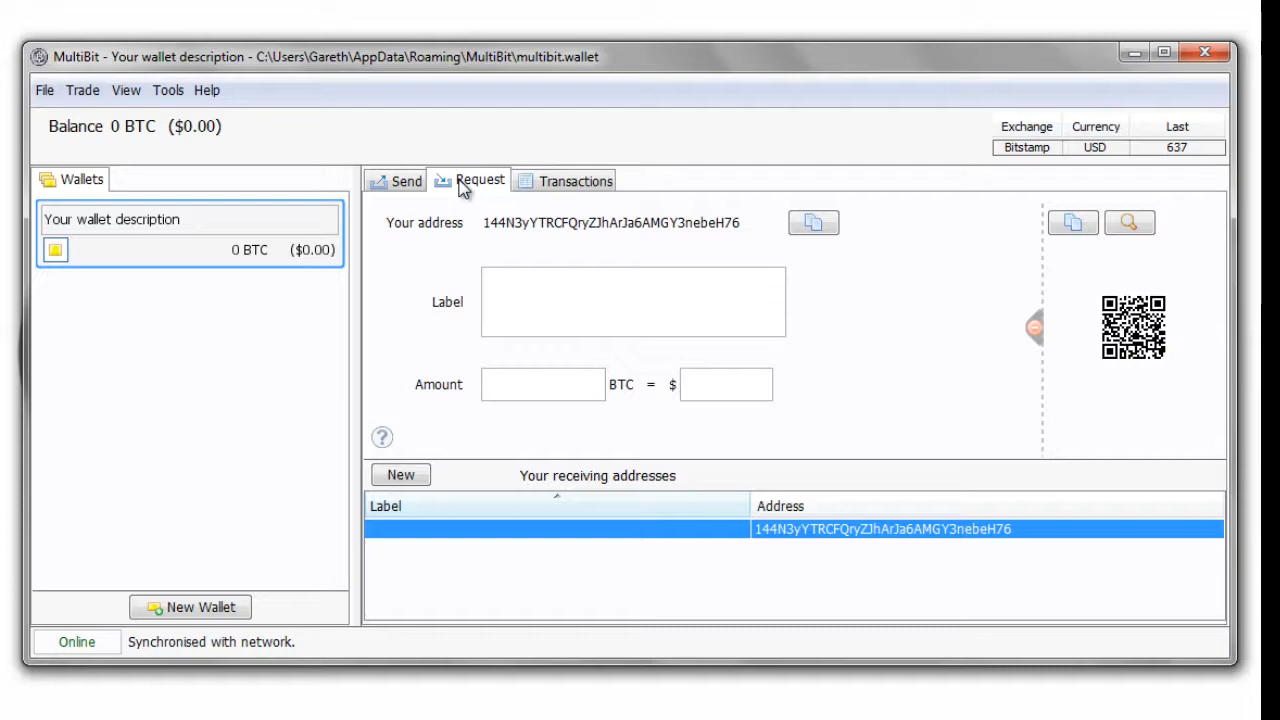 MultiBit - Your wallet description - C:\Users\Gareth\AppData\Roaming\MultiBit\multibit.wallet
File Trade View Tools Help
Balance 0 BTC ($0.00)
Exchange Currency Last
Bitstamp USD 637
Wallets
Send Request Transactions
Your wallet description
0 BTC ($0.00)
Your address 144N3yYTRCFQryZJhArJa6AMGY3nebeH76
Label
Amount BTC = $
?
New Your receiving addresses
Label Address
144N3yYTRCFQryZJhArJa6AMGY3nebeH76
New Wallet
Online Synchronised with network.